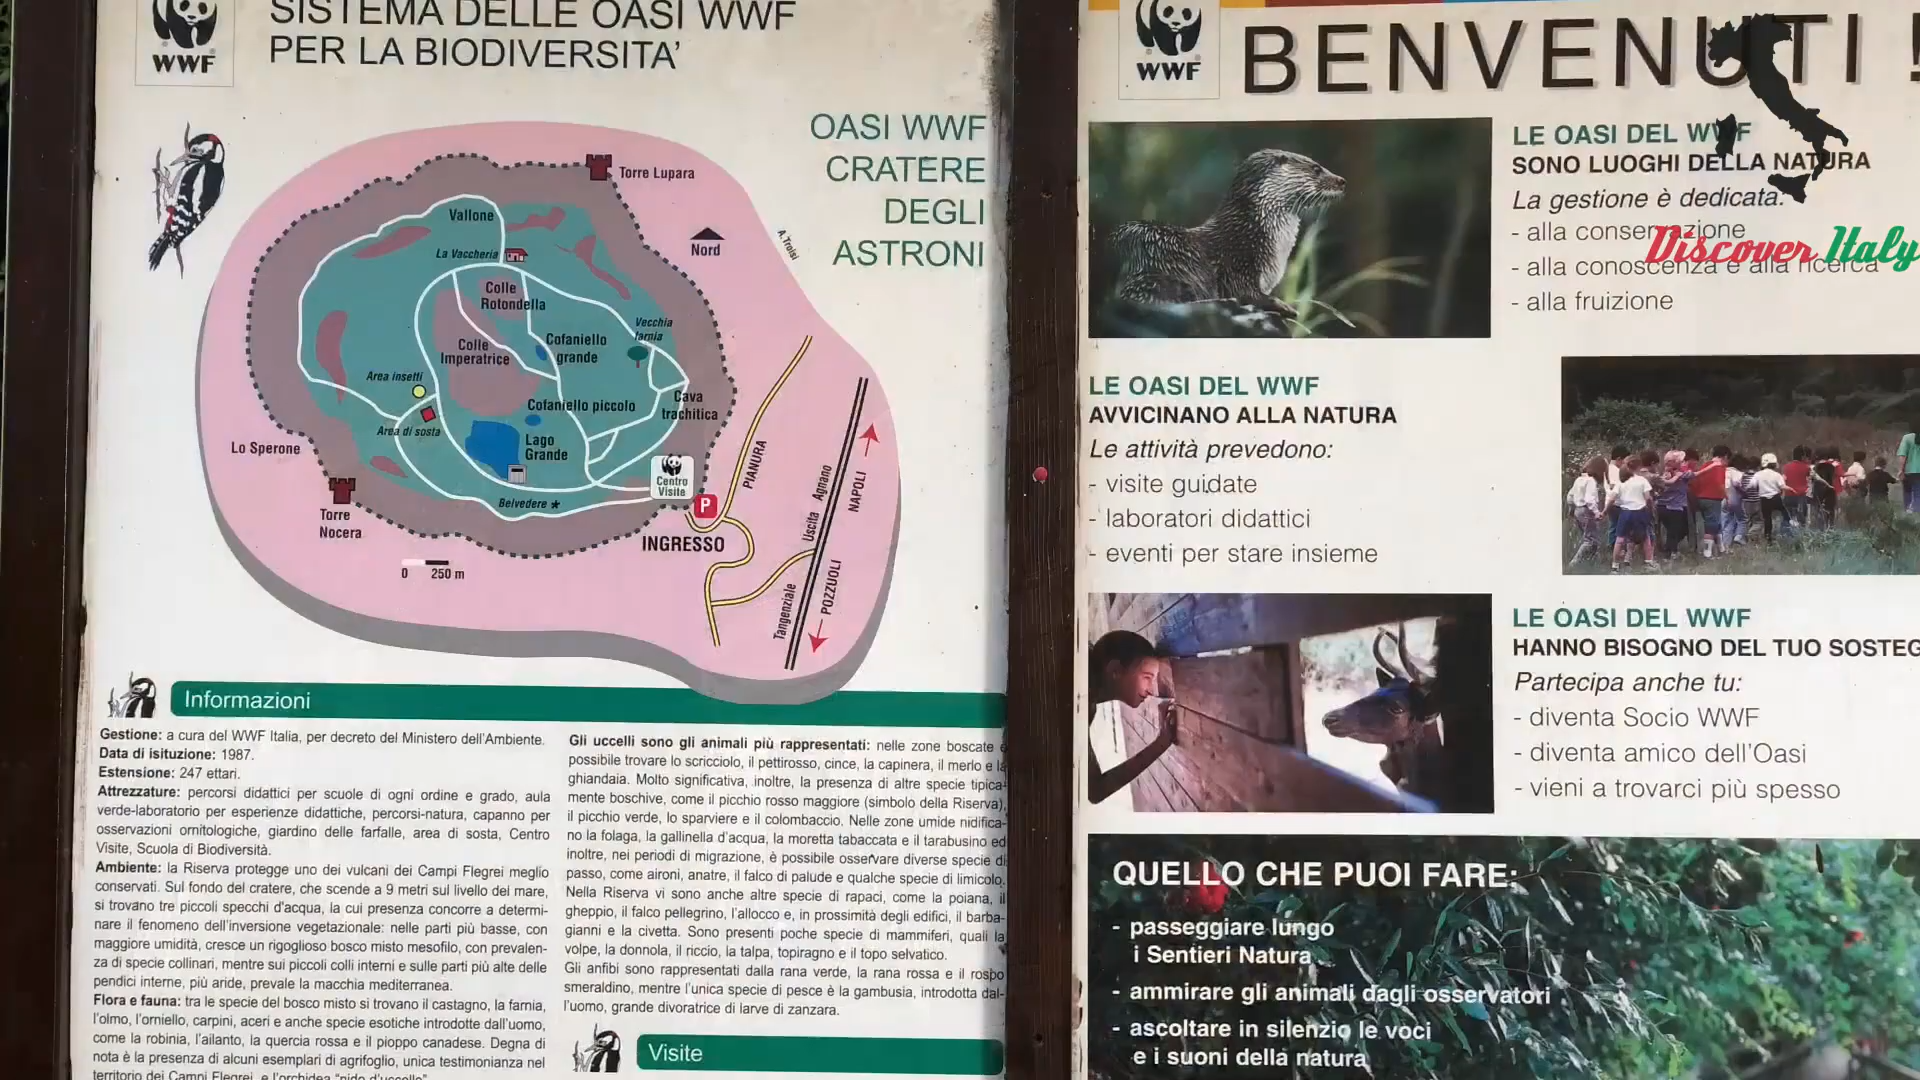 WWF
SISTEMA DELLE OASI WWF
PER LA BIODIVERSITA'
OASI WWF
CRATERE
DEGLI
ASTRONI
Torre Lupara
Vallone
Nord
A.Troisi
La Vaccheria
Colle
Rotondella
Vecchia
farnia
Cofaniello
grande
Colle
Imperatrice
Area insetti
Cofaniello piccolo
Cava
trachitica
Area di sosta
Lago
Grande
Lo Sperone
Centro
Visite
Belvedere *
P
Torre
Nocera
INGRESSO
PIANURA
Uscita Agnano
NAPOLI
Tangenziale
POZZUOLI
0 250 m
Informazioni
Gestione: a cura del WWF Italia, per decreto del Ministero dell'Ambiente.
Data di isituzione: 1987.
Estensione: 247 ettari.
Attrezzature: percorsi didattici per scuole di ogni ordine e grado, aula
verde-laboratorio per esperienze didattiche, percorsi-natura, capanno per
osservazioni ornitologiche, giardino delle farfalle, area di sosta, Centro
Visite, Scuola di Biodiversità.
Ambiente: la Riserva protegge uno dei vulcani dei Campi Flegrei meglio
conservati. Sul fondo del cratere, che scende a 9 metri sul livello del mare,
si trovano tre piccoli specchi d'acqua, la cui presenza concorre a determi-
nare il fenomeno dell'inversione vegetazionale: nelle parti più basse, con
maggiore umidità, cresce un rigoglioso bosco misto mesofilo, con prevalen-
za di specie collinari, mentre sui piccoli colli interni e sulle parti più alte delle
pendici interne, più aride, prevale la macchia mediterranea.
Flora e fauna: tra le specie del bosco misto si trovano il castagno, la farnia,
l'olmo, l'orniello, carpini, aceri e anche specie esotiche introdotte dall'uomo,
come la robinia, l'ailanto, la quercia rossa e il pioppo canadese. Degna di
nota è la presenza di alcuni esemplari di agrifoglio, unica testimonianza nel
territorio dei Campi Flegrei, e l'orchidea "nido d'uccello".
Gli uccelli sono gli animali più rappresentati: nelle zone boscate è
possibile trovare lo scricciolo, il pettirosso, cince, la capinera, il merlo e la
ghiandaia. Molto significativa, inoltre, la presenza di altre specie tipica-
mente boschive, come il picchio rosso maggiore (simbolo della Riserva),
il picchio verde, lo sparviere e il colombaccio. Nelle zone umide nidifica-
no la folaga, la gallinella d'acqua, la moretta tabaccata e il tarabusino ed
inoltre, nei periodi di migrazione, è possibile osservare diverse specie di
passo, come aironi, anatre, il falco di palude e qualche specie di limicolo.
Nella Riserva vi sono anche altre specie di rapaci, come la poiana, il
gheppio, il falco pellegrino, l'allocco e, in prossimità degli edifici, il barba-
gianni e la civetta. Sono presenti poche specie di mammiferi, quali la
volpe, la donnola, il riccio, la talpa, topiragno e il topo selvatico.
Gli anfibi sono rappresentati dalla rana verde, la rana rossa e il rospo
smeraldino, mentre l'unica specie di pesce è la gambusia, introdotta dal-
l'uomo, grande divoratrice di larve di zanzara.
Visite
WWF
BENVENUTI !
LE OASI DEL WWF
SONO LUOGHI DELLA NATURA
La gestione è dedicata:
- alla conservazione
- alla conoscenza e alla ricerca
- alla fruizione
Discover Italy
LE OASI DEL WWF
AVVICINANO ALLA NATURA
Le attività prevedono:
- visite guidate
- laboratori didattici
- eventi per stare insieme
LE OASI DEL WWF
HANNO BISOGNO DEL TUO SOSTEG
Partecipa anche tu:
- diventa Socio WWF
- diventa amico dell'Oasi
- vieni a trovarci più spesso
QUELLO CHE PUOI FARE:
- passeggiare lungo
i Sentieri Natura
- ammirare gli animali dagli osservatori
- ascoltare in silenzio le voci
e i suoni della natura